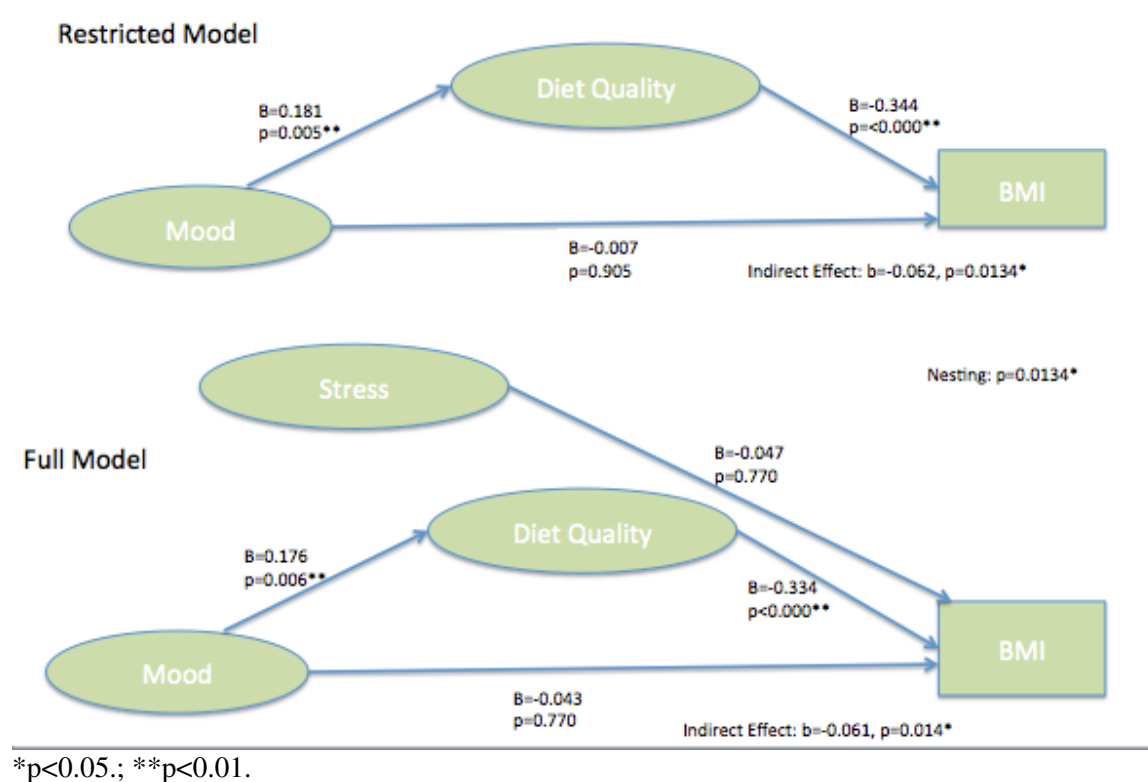 Restricted Model
Diet Quality
B=0.181
p=0.005**
B=-0.344
p=<0.000**
BMI
Mood
B=-0.007
p=0.905
Indirect Effect: b=-0.062, p=0.0134*
Stress
Nesting: p=0.0134*
Full Model
B=-0.047
p=0.770
Diet Quality
B=0.176
p=0.006**
B=-0.334
p<0.000**
BMI
Mood
B=-0.043
p=0.770
Indirect Effect: b=-0.061, p=0.014*
*p<0.05.; **p<0.01.